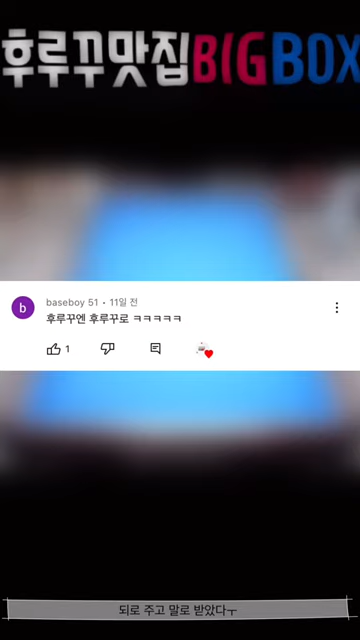 후루꾸맛집BIGBOX
baseboy 51 • 11일 전
후루꾸엔 후루꾸로 ㅋㅋㅋㅋㅋ
1
되로 주고 말로 받았다ㅜ